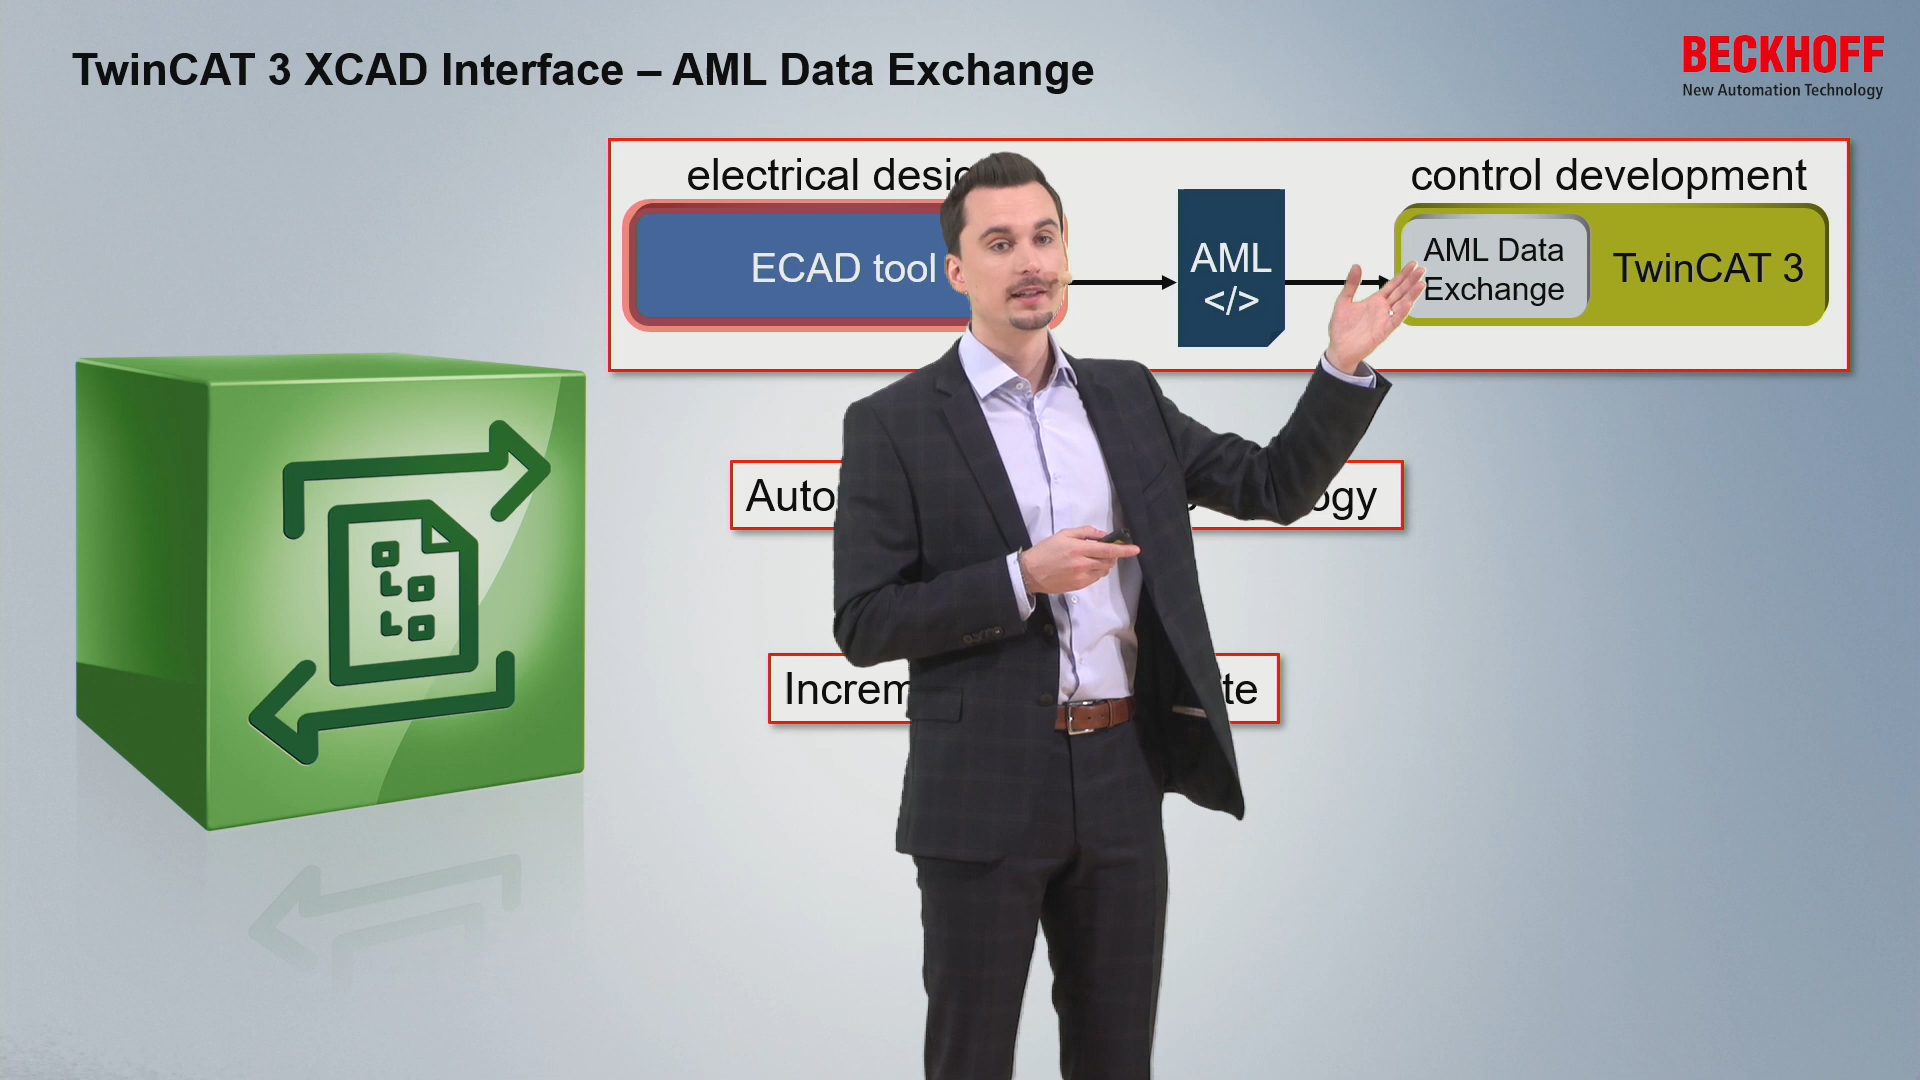 TwinCAT 3 XCAD Interface – AML Data Exchange
BECKHOFF
New Automation Technology
electrical
control development
ECAD tool
AML
</>
AML Data
Exchange
TwinCAT 3